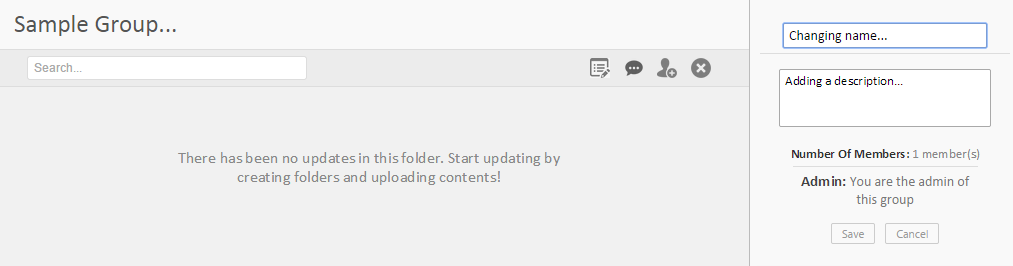 Sample Group...
Search...
There has been no updates in this folder. Start updating by
creating folders and uploading contents!
Changing name...
Adding a description...
Number Of Members: 1 member(s)
Admin: You are the admin of
this group
Save Cancel